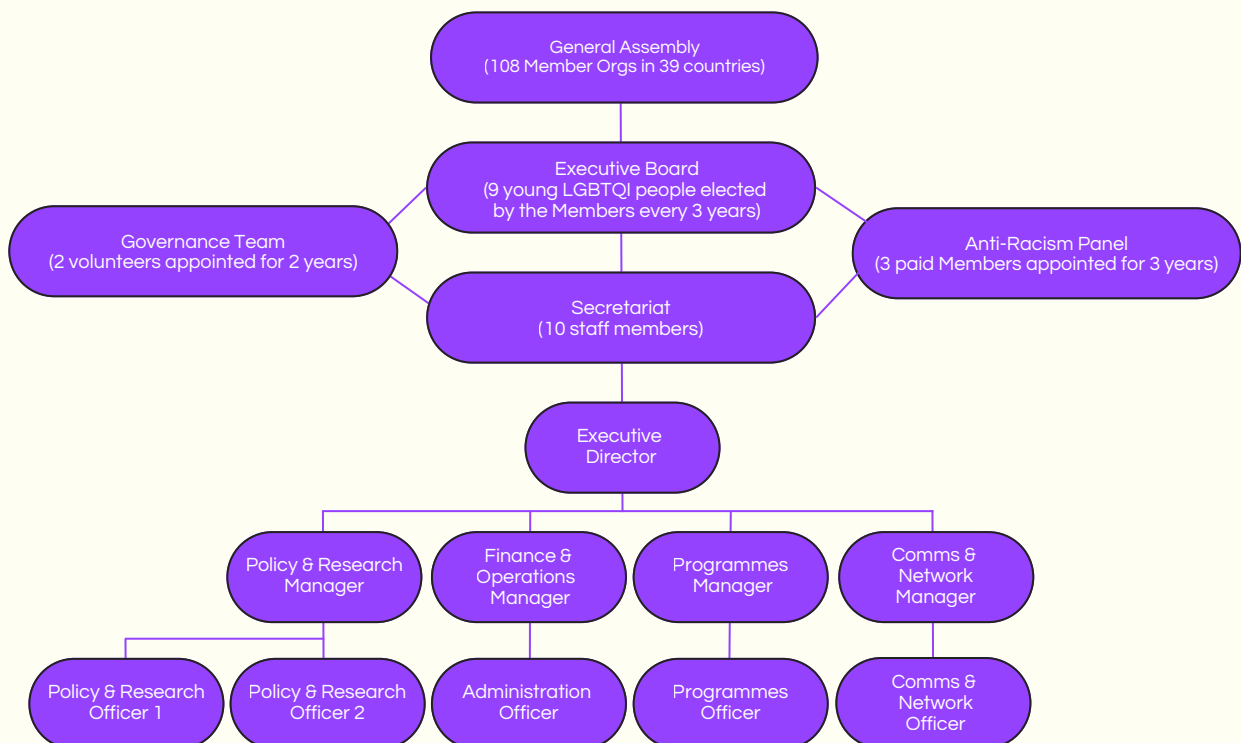 General Assembly
(108 Member Orgs in 39 countries)
Executive Board
(9 young LGBTQI people elected
by the Members every 3 years)
Governance Team
(2 volunteers appointed for 2 years)
Anti-Racism Panel
(3 paid Members appointed for 3 years)
Secretariat
(10 staff members)
Executive
Director
Policy & Research
Manager
Finance &
Operations
Manager
Programmes
Manager
Comms &
Network
Manager
Policy & Research
Officer 1
Policy & Research
Officer 2
Administration
Officer
Programmes
Officer
Comms &
Network
Officer